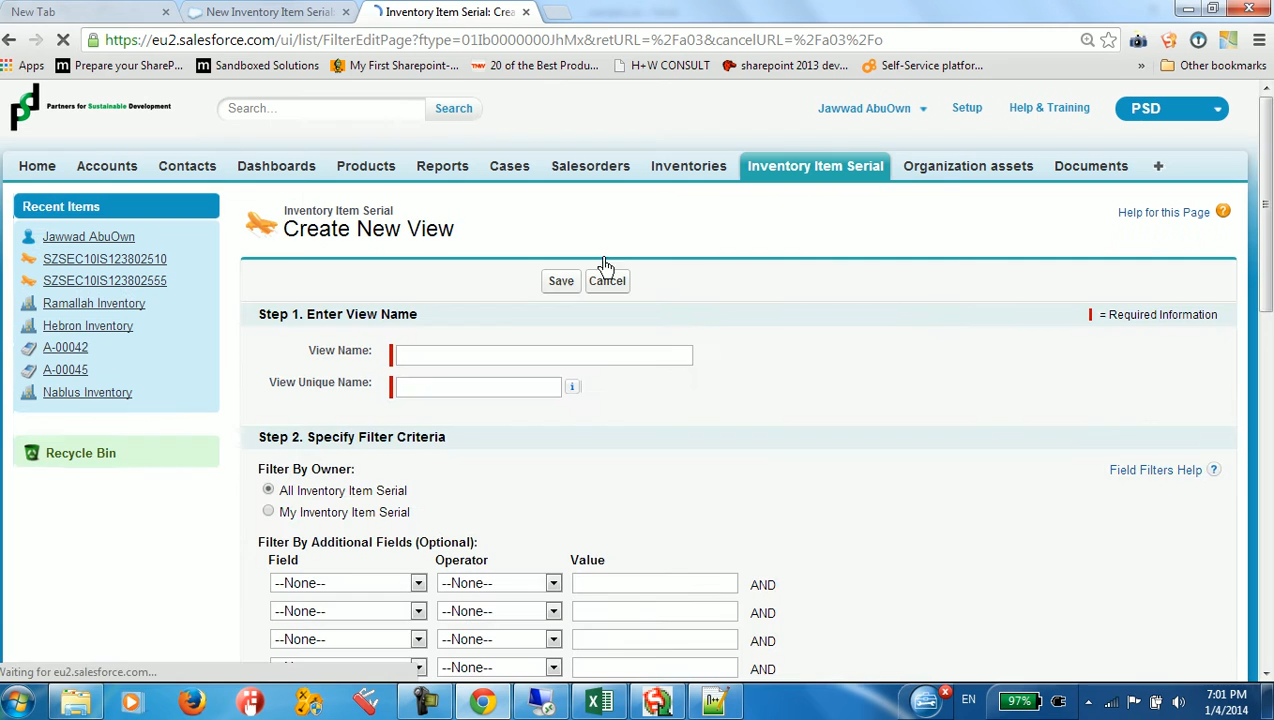 New Tab
New Inventory Item Serial:
Inventory Item Serial: Crea
https://eu2.salesforce.com/ui/list/FilterEditPage?ftype=01Ib0000000JhMx&retURL=%2Fa03&cancelURL=%2Fa03%2Fo
Apps
Prepare your ShareP...
Sandboxed Solutions
My First Sharepoint-...
20 of the Best Produ...
H+W CONSULT
sharepoint 2013 dev...
Self-Service platfor...
»
Other bookmarks
Partners for Sustainable Development
Search...
Search
Jawwad AbuOwn
Setup
Help & Training
PSD
Home
Accounts
Contacts
Dashboards
Products
Reports
Cases
Salesorders
Inventories
Inventory Item Serial
Organization assets
Documents
+
Recent Items
Jawwad AbuOwn
SZSEC10IS123802510
SZSEC10IS123802555
Ramallah Inventory
Hebron Inventory
A-00042
A-00045
Nablus Inventory
Recycle Bin
Inventory Item Serial
Create New View
Help for this Page
Save
Cancel
Step 1. Enter View Name
= Required Information
View Name:
View Unique Name:
Step 2. Specify Filter Criteria
Filter By Owner:
Field Filters Help
All Inventory Item Serial
My Inventory Item Serial
Filter By Additional Fields (Optional):
Field
Operator
Value
--None--
--None--
AND
--None--
--None--
AND
--None--
--None--
AND
--None--
AND
Waiting for eu2.salesforce.com...
EN
97%
7:01 PM
1/4/2014